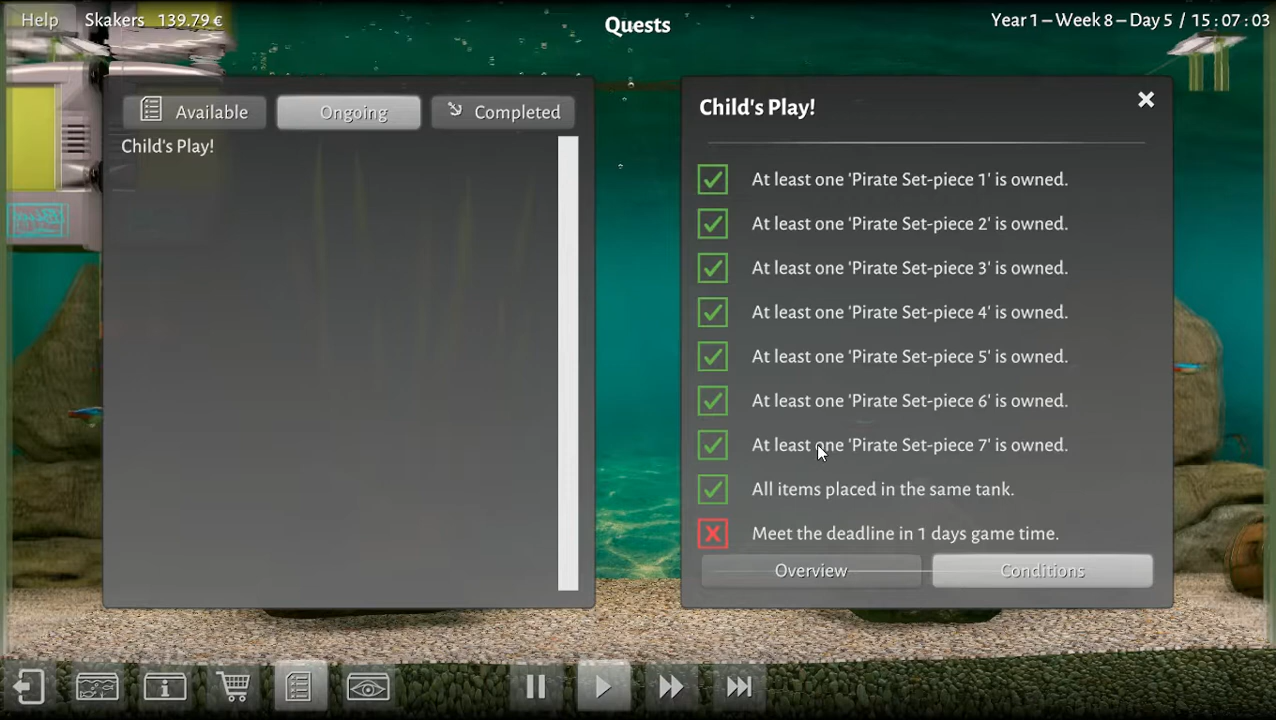 Help Skakers 139.79 €
Quests
Year 1 – Week 8 – Day 5 / 15:07:03
Available
Ongoing
Completed
Child's Play!
Child's Play!
At least one 'Pirate Set-piece 1' is owned.
At least one 'Pirate Set-piece 2' is owned.
At least one 'Pirate Set-piece 3' is owned.
At least one 'Pirate Set-piece 4' is owned.
At least one 'Pirate Set-piece 5' is owned.
At least one 'Pirate Set-piece 6' is owned.
At least one 'Pirate Set-piece 7' is owned.
All items placed in the same tank.
Meet the deadline in 1 days game time.
Overview
Conditions